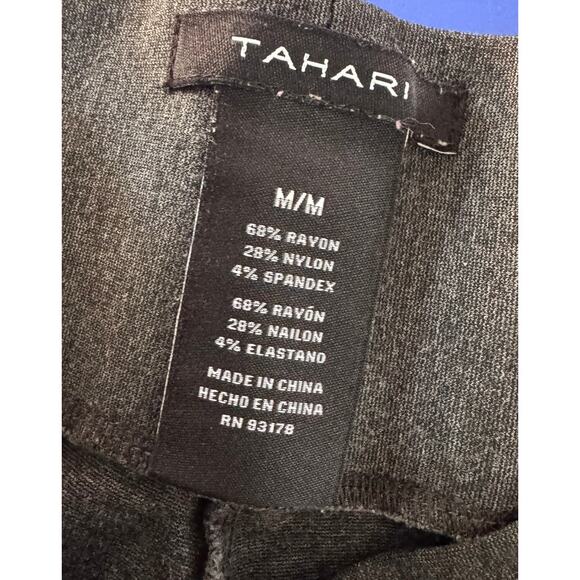 TAHARI
M/M
68% RAYON
28% NYLON
4% SPANDEX
68% RAYÓN
28% NAILON
4% ELASTANO
MADE IN CHINA
HECHO EN CHINA
RN 93178